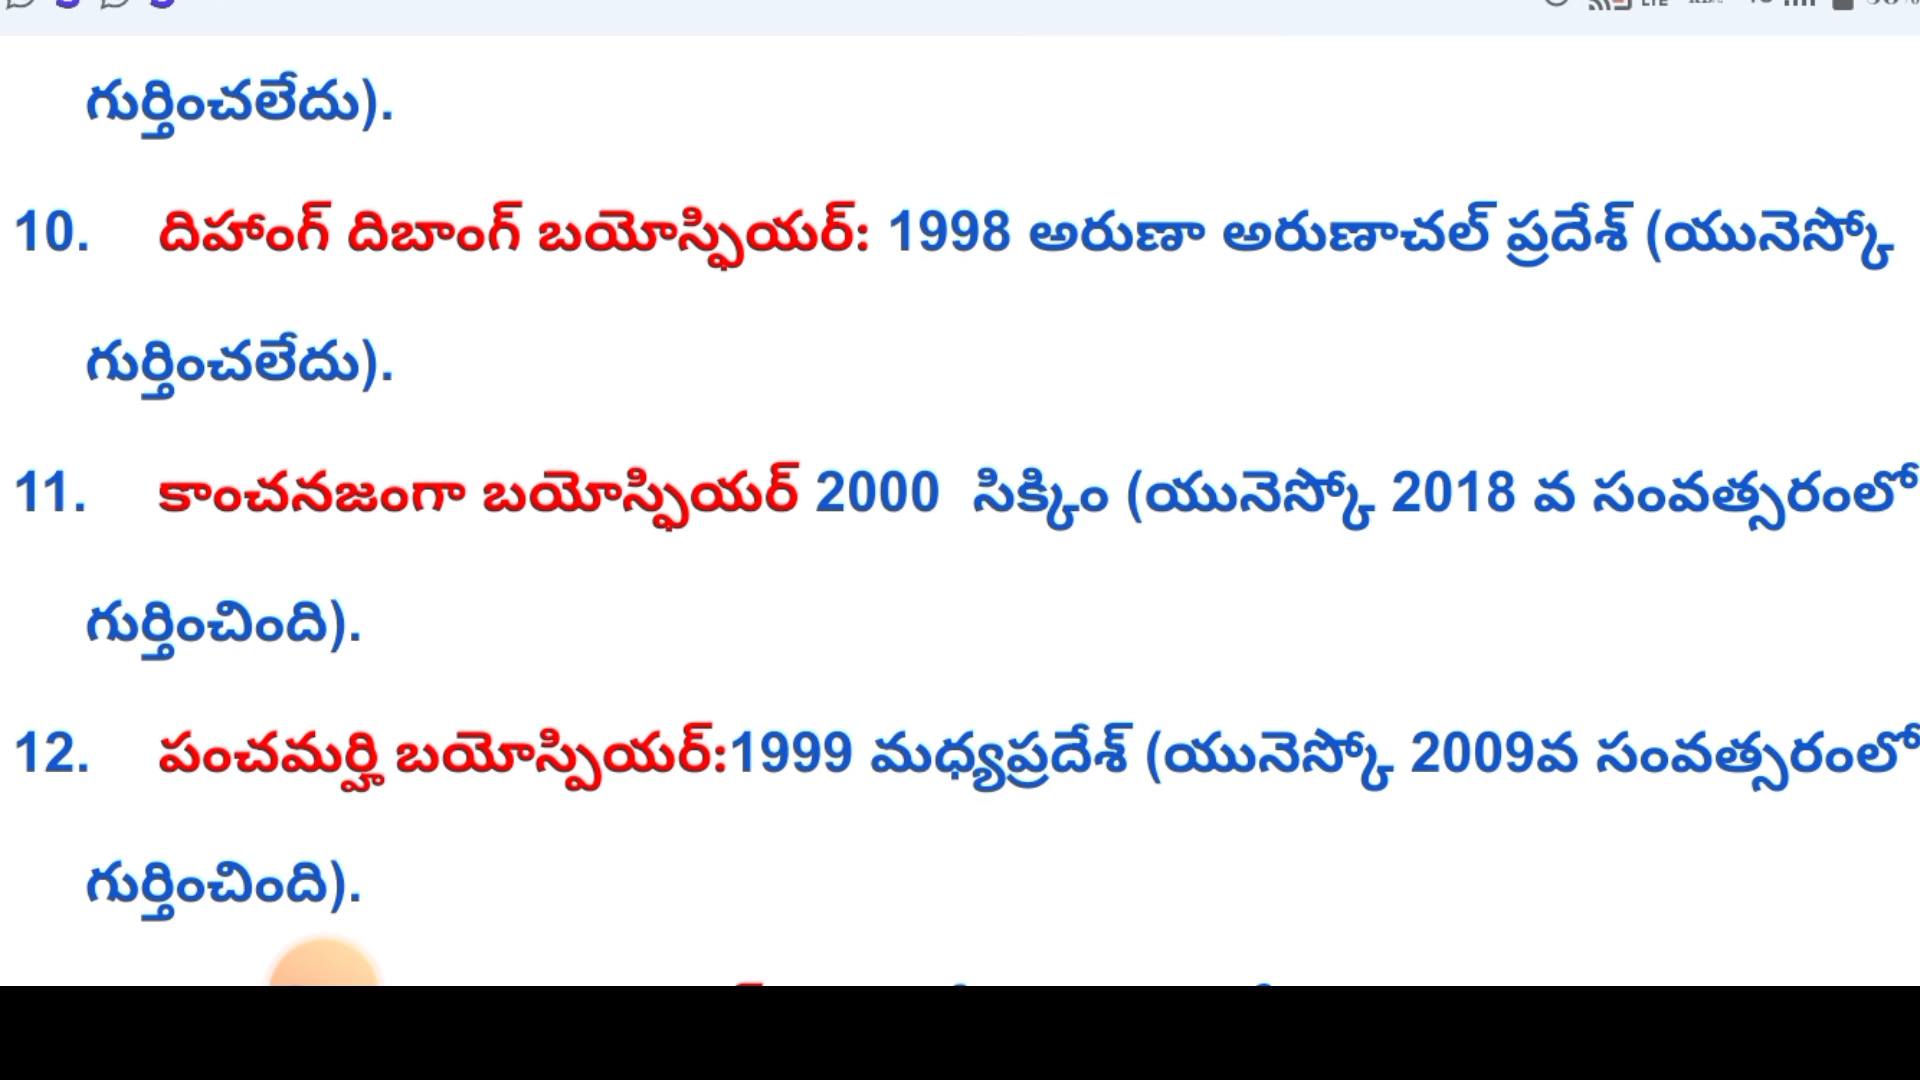 గుర్తించలేదు).
10. దిహాంగ్ దిబాంగ్ బయోస్ఫియర్: 1998 అరుణా అరుణాచల్ ప్రదేశ్ (యునెస్కో
గుర్తించలేదు).
11. కాంచనజంగా బయోస్ఫియర్ 2000 సిక్కిం (యునెస్కో 2018 వ సంవత్సరంలో
గుర్తించింది).
12. పంచమర్హి బయోస్పియర్:1999 మధ్యప్రదేశ్ (యునెస్కో 2009వ సంవత్సరంలో
గుర్తించింది).